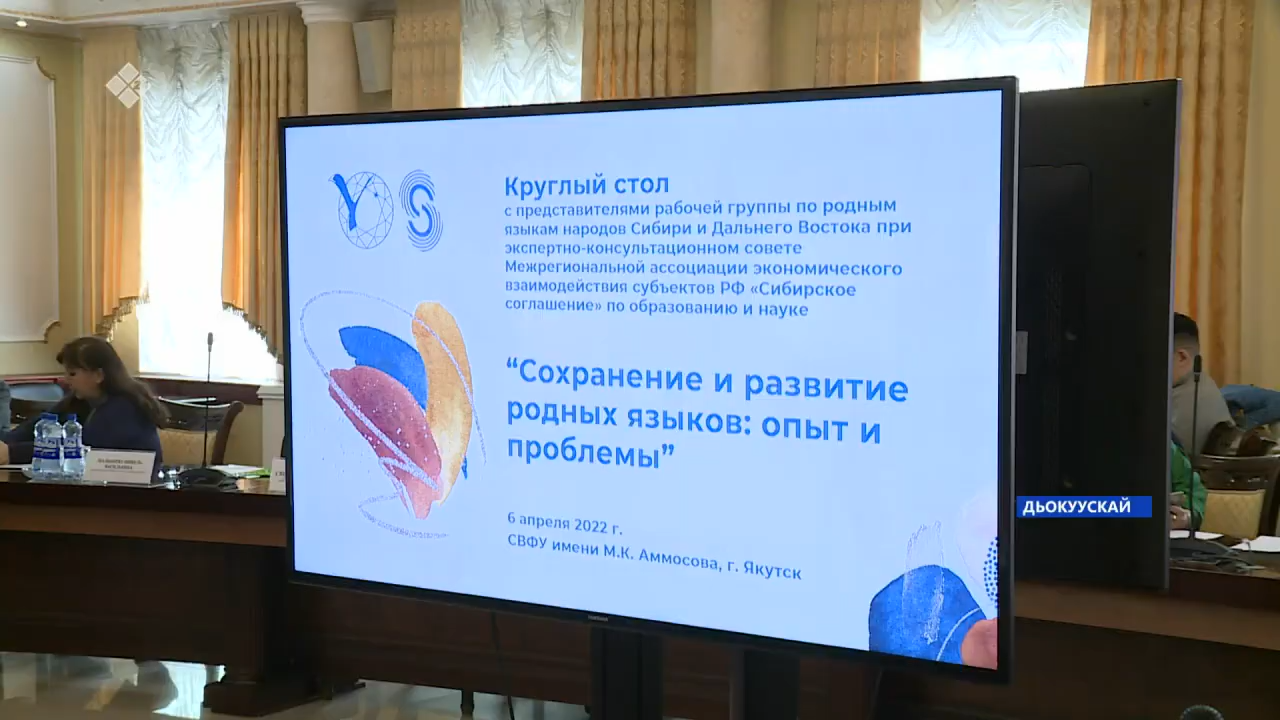 Круглый стол
с представителями рабочей группы по родным
языкам народов Сибири и Дальнего Востока при
экспертно-консультационном совете
Межрегиональной ассоциации экономического
взаимодействия субъектов РФ «Сибирское
соглашение» по образованию и науке
“Сохранение и развитие
родных языков: опыт и
проблемы”
6 апреля 2022 г.
СВФУ имени М.К. Аммосова, г. Якутск
ДЬОКУУСКАЙ